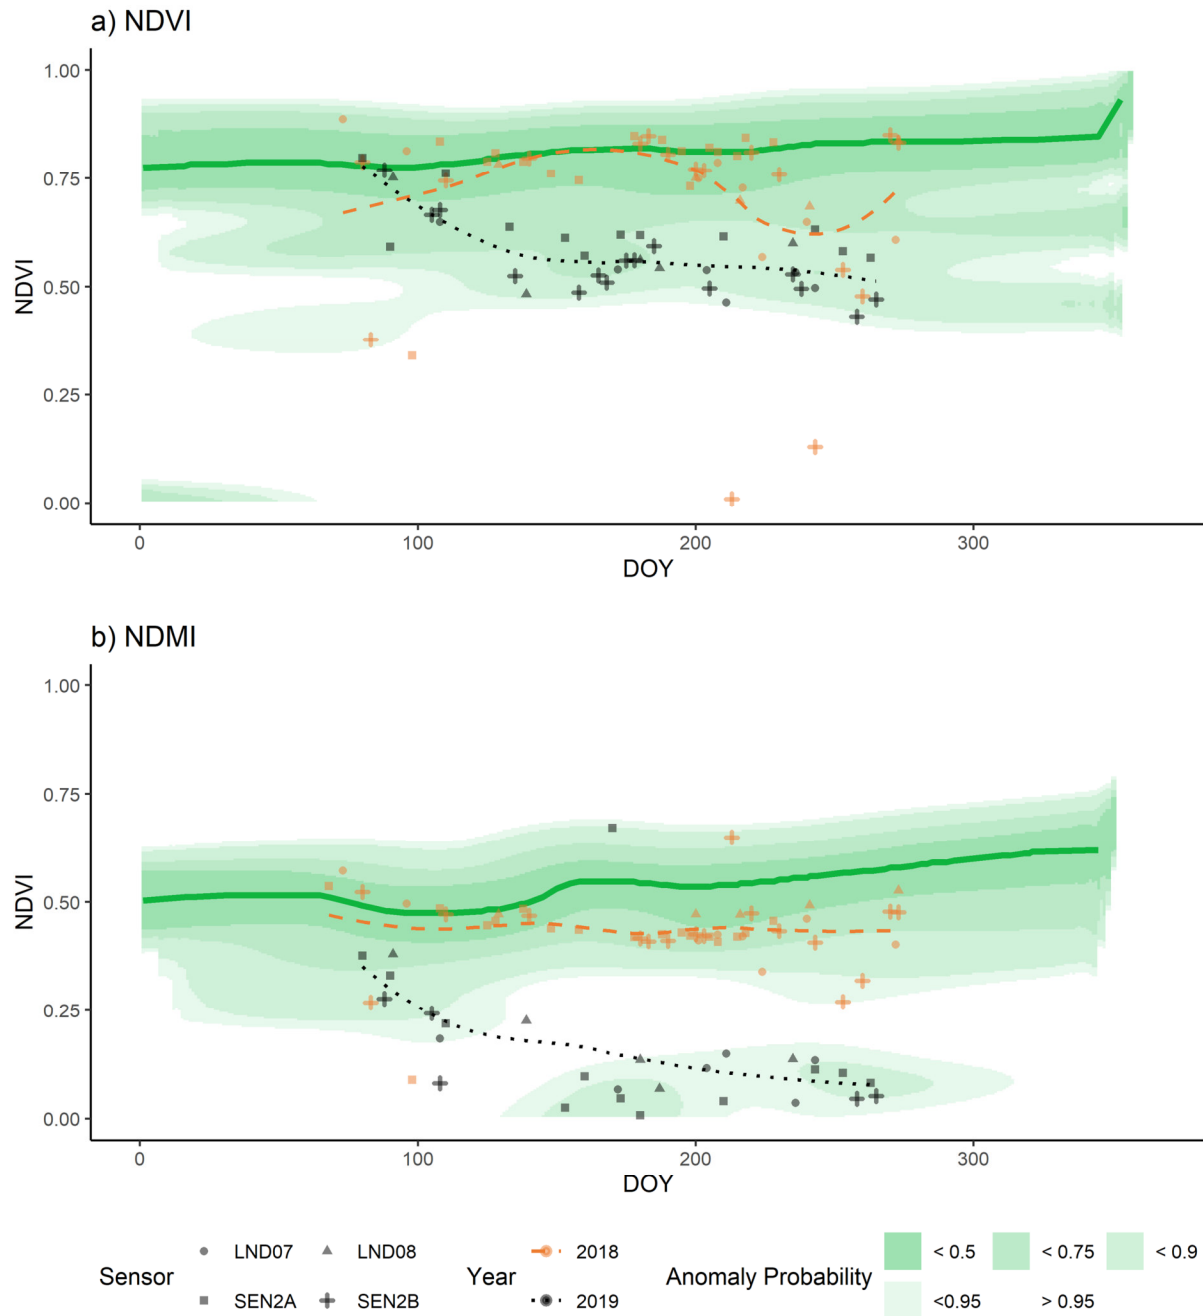 a) NDVI
1.00
0.75
0.50
0.25
0.00
NDVI
0
100
200
300
DOY
b) NDMI
1.00
0.75
0.50
0.25
0.00
NDVI
0
100
200
300
DOY
Sensor
LND07
LND08
SEN2A
SEN2B
Year
2018
2019
Anomaly Probability
< 0.5
< 0.75
< 0.9
<0.95
> 0.95